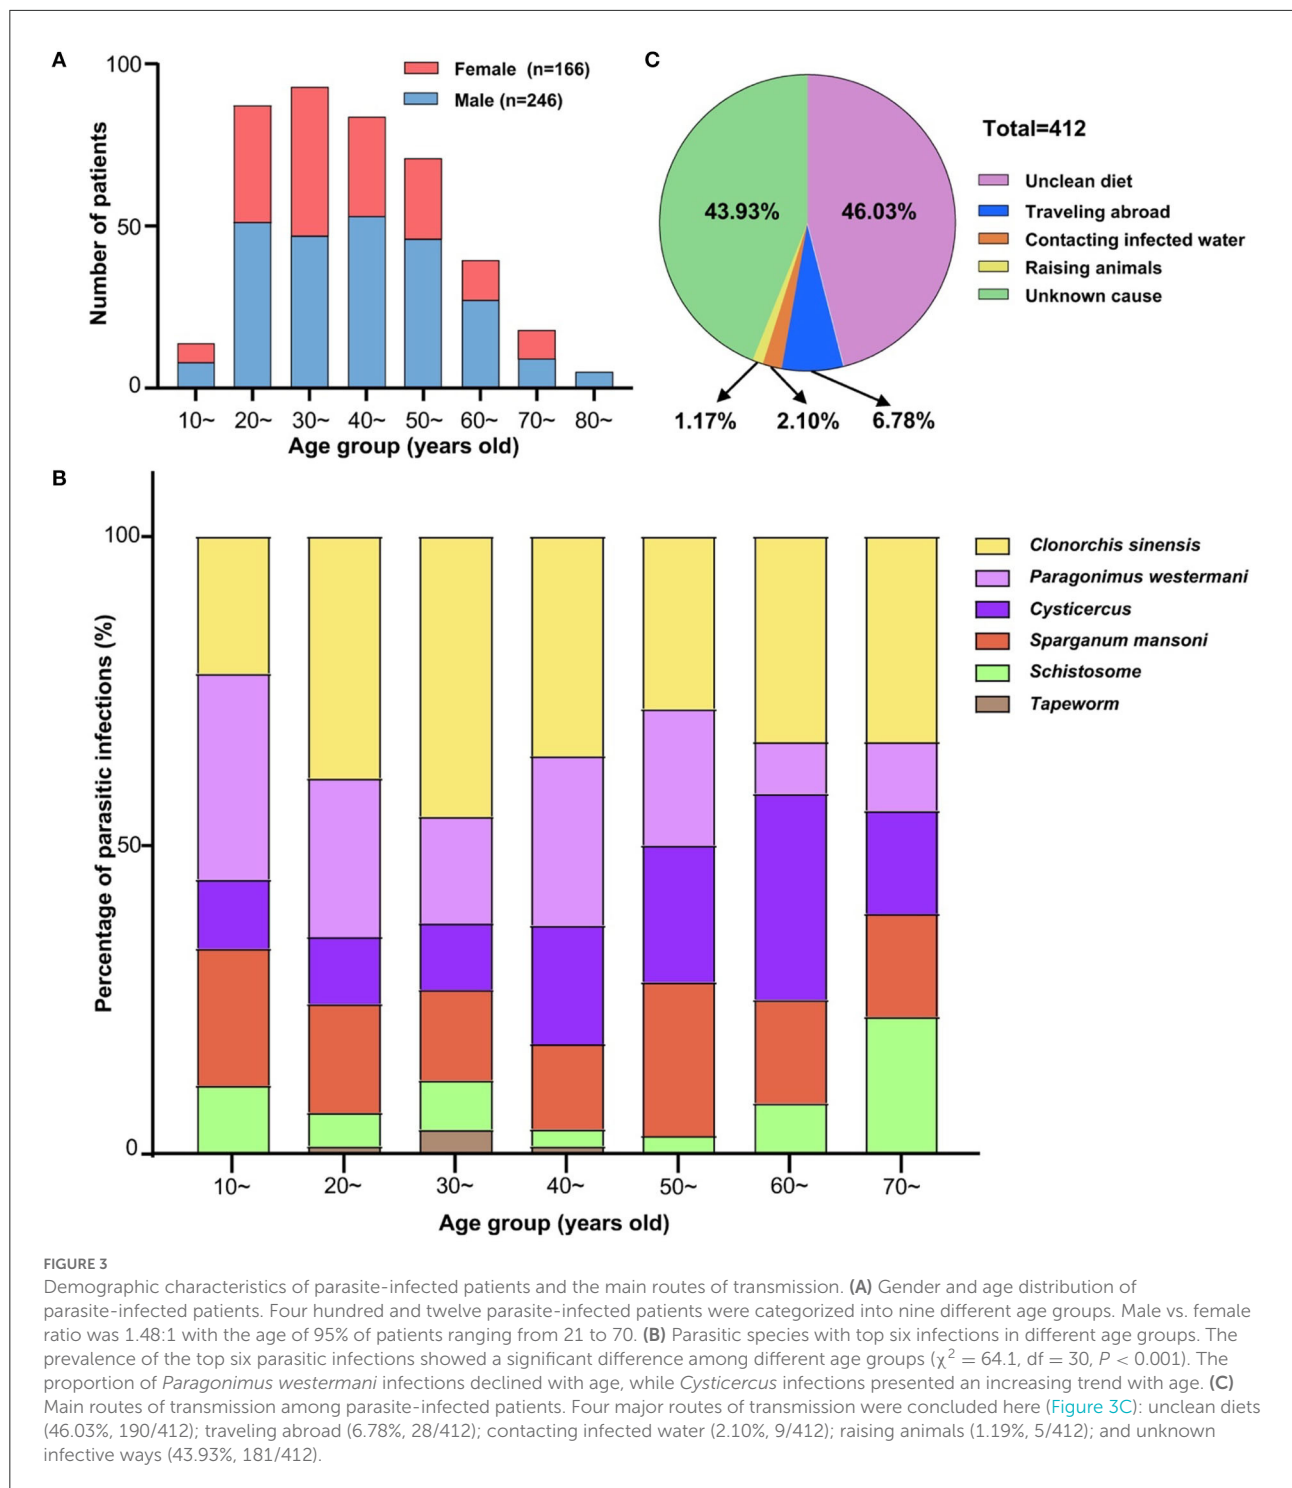 A
100
50
0
Number of patients
Female (n=166)
Male (n=246)
10~ 20~ 30~ 40~ 50~ 60~ 70~ 80~
Age group (years old)
C
43.93%
46.03%
1.17%
2.10%
6.78%
Total=412
Unclean diet
Traveling abroad
Contacting infected water
Raising animals
Unknown cause
B
100
50
0
Percentage of parasitic infections (%)
10~ 20~ 30~ 40~ 50~ 60~ 70~
Age group (years old)
Clonorchis sinensis
Paragonimus westermani
Cysticercus
Sparganum mansoni
Schistosome
Tapeworm
FIGURE 3
Demographic characteristics of parasite-infected patients and the main routes of transmission. (A) Gender and age distribution of
parasite-infected patients. Four hundred and twelve parasite-infected patients were categorized into nine different age groups. Male vs. female
ratio was 1.48:1 with the age of 95% of patients ranging from 21 to 70. (B) Parasitic species with top six infections in different age groups. The
prevalence of the top six parasitic infections showed a significant difference among different age groups (χ² = 64.1, df = 30, P < 0.001). The
proportion of Paragonimus westermani infections declined with age, while Cysticercus infections presented an increasing trend with age. (C)
Main routes of transmission among parasite-infected patients. Four major routes of transmission were concluded here (Figure 3C): unclean diets
(46.03%, 190/412); traveling abroad (6.78%, 28/412); contacting infected water (2.10%, 9/412); raising animals (1.19%, 5/412); and unknown
infective ways (43.93%, 181/412).